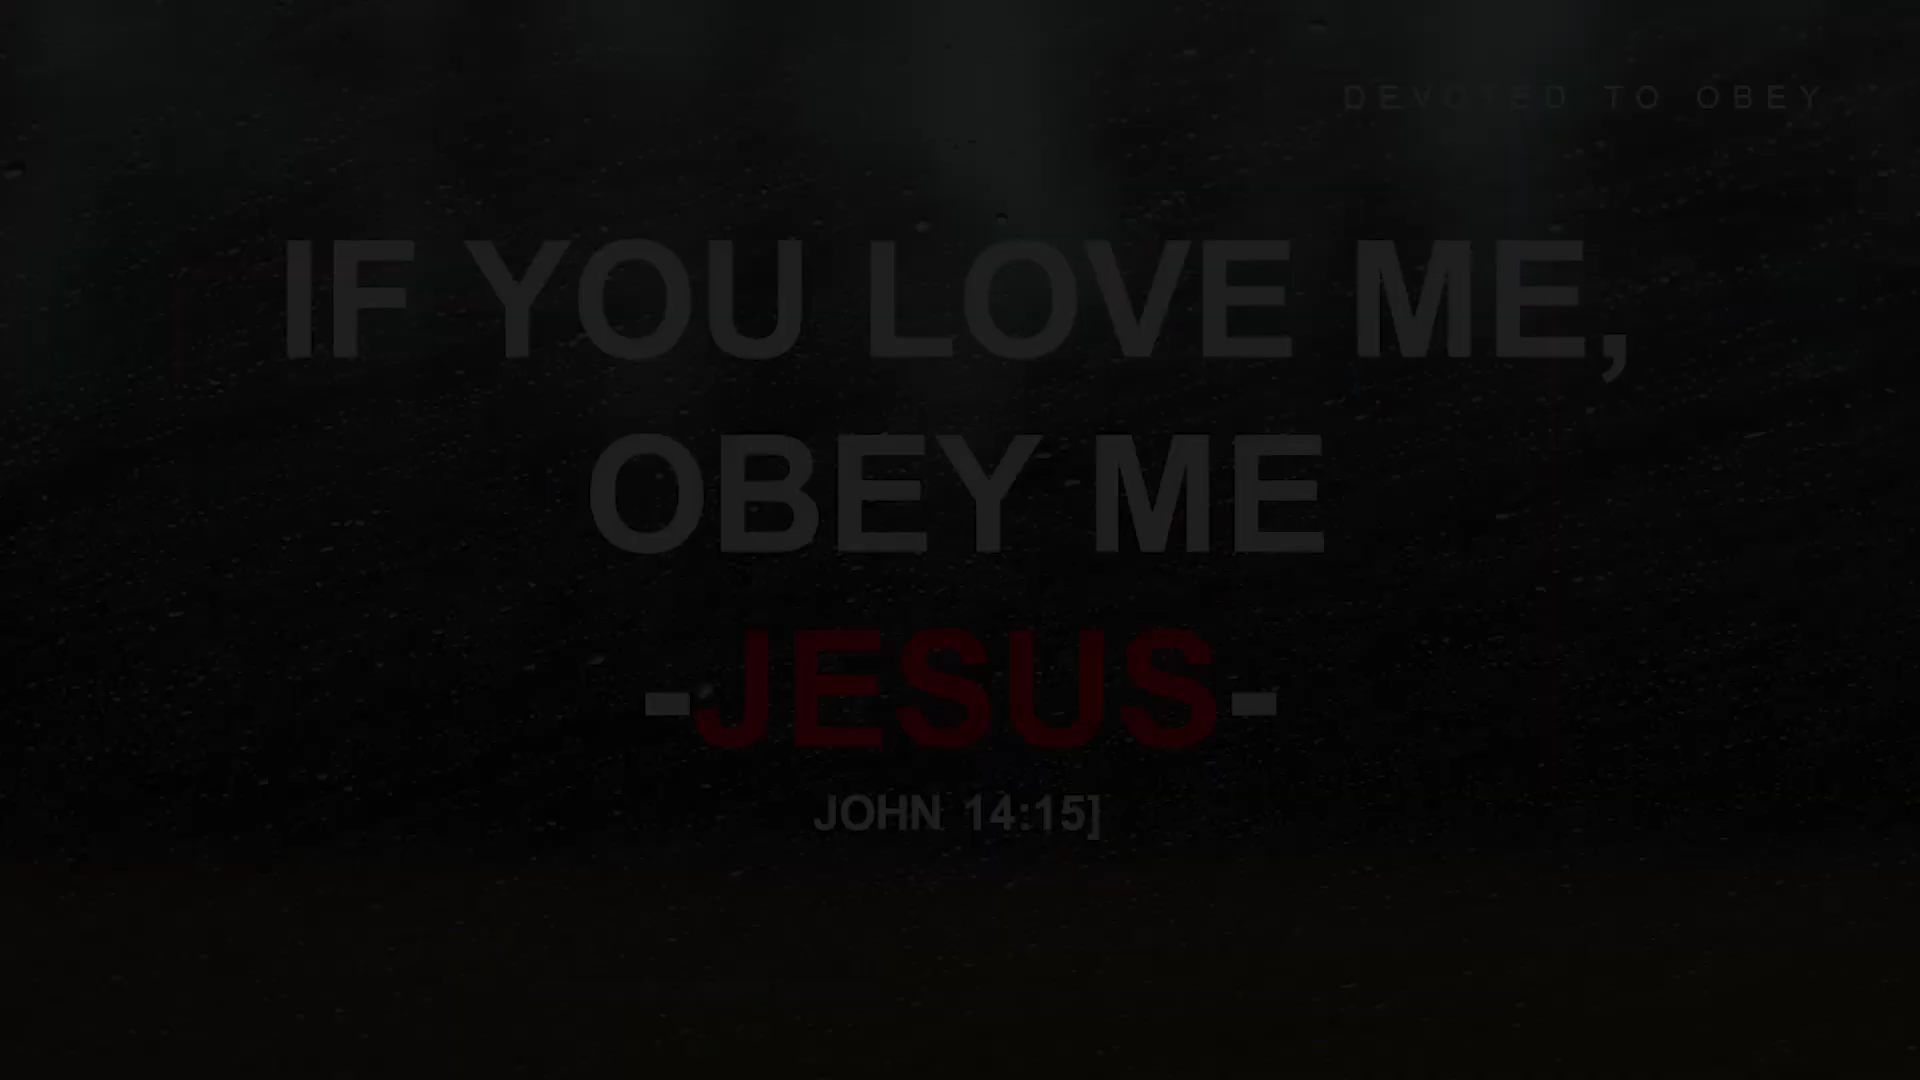 DEVOTED TO OBEY
IF YOU LOVE ME,
OBEY ME
-JESUS-
JOHN 14:15]